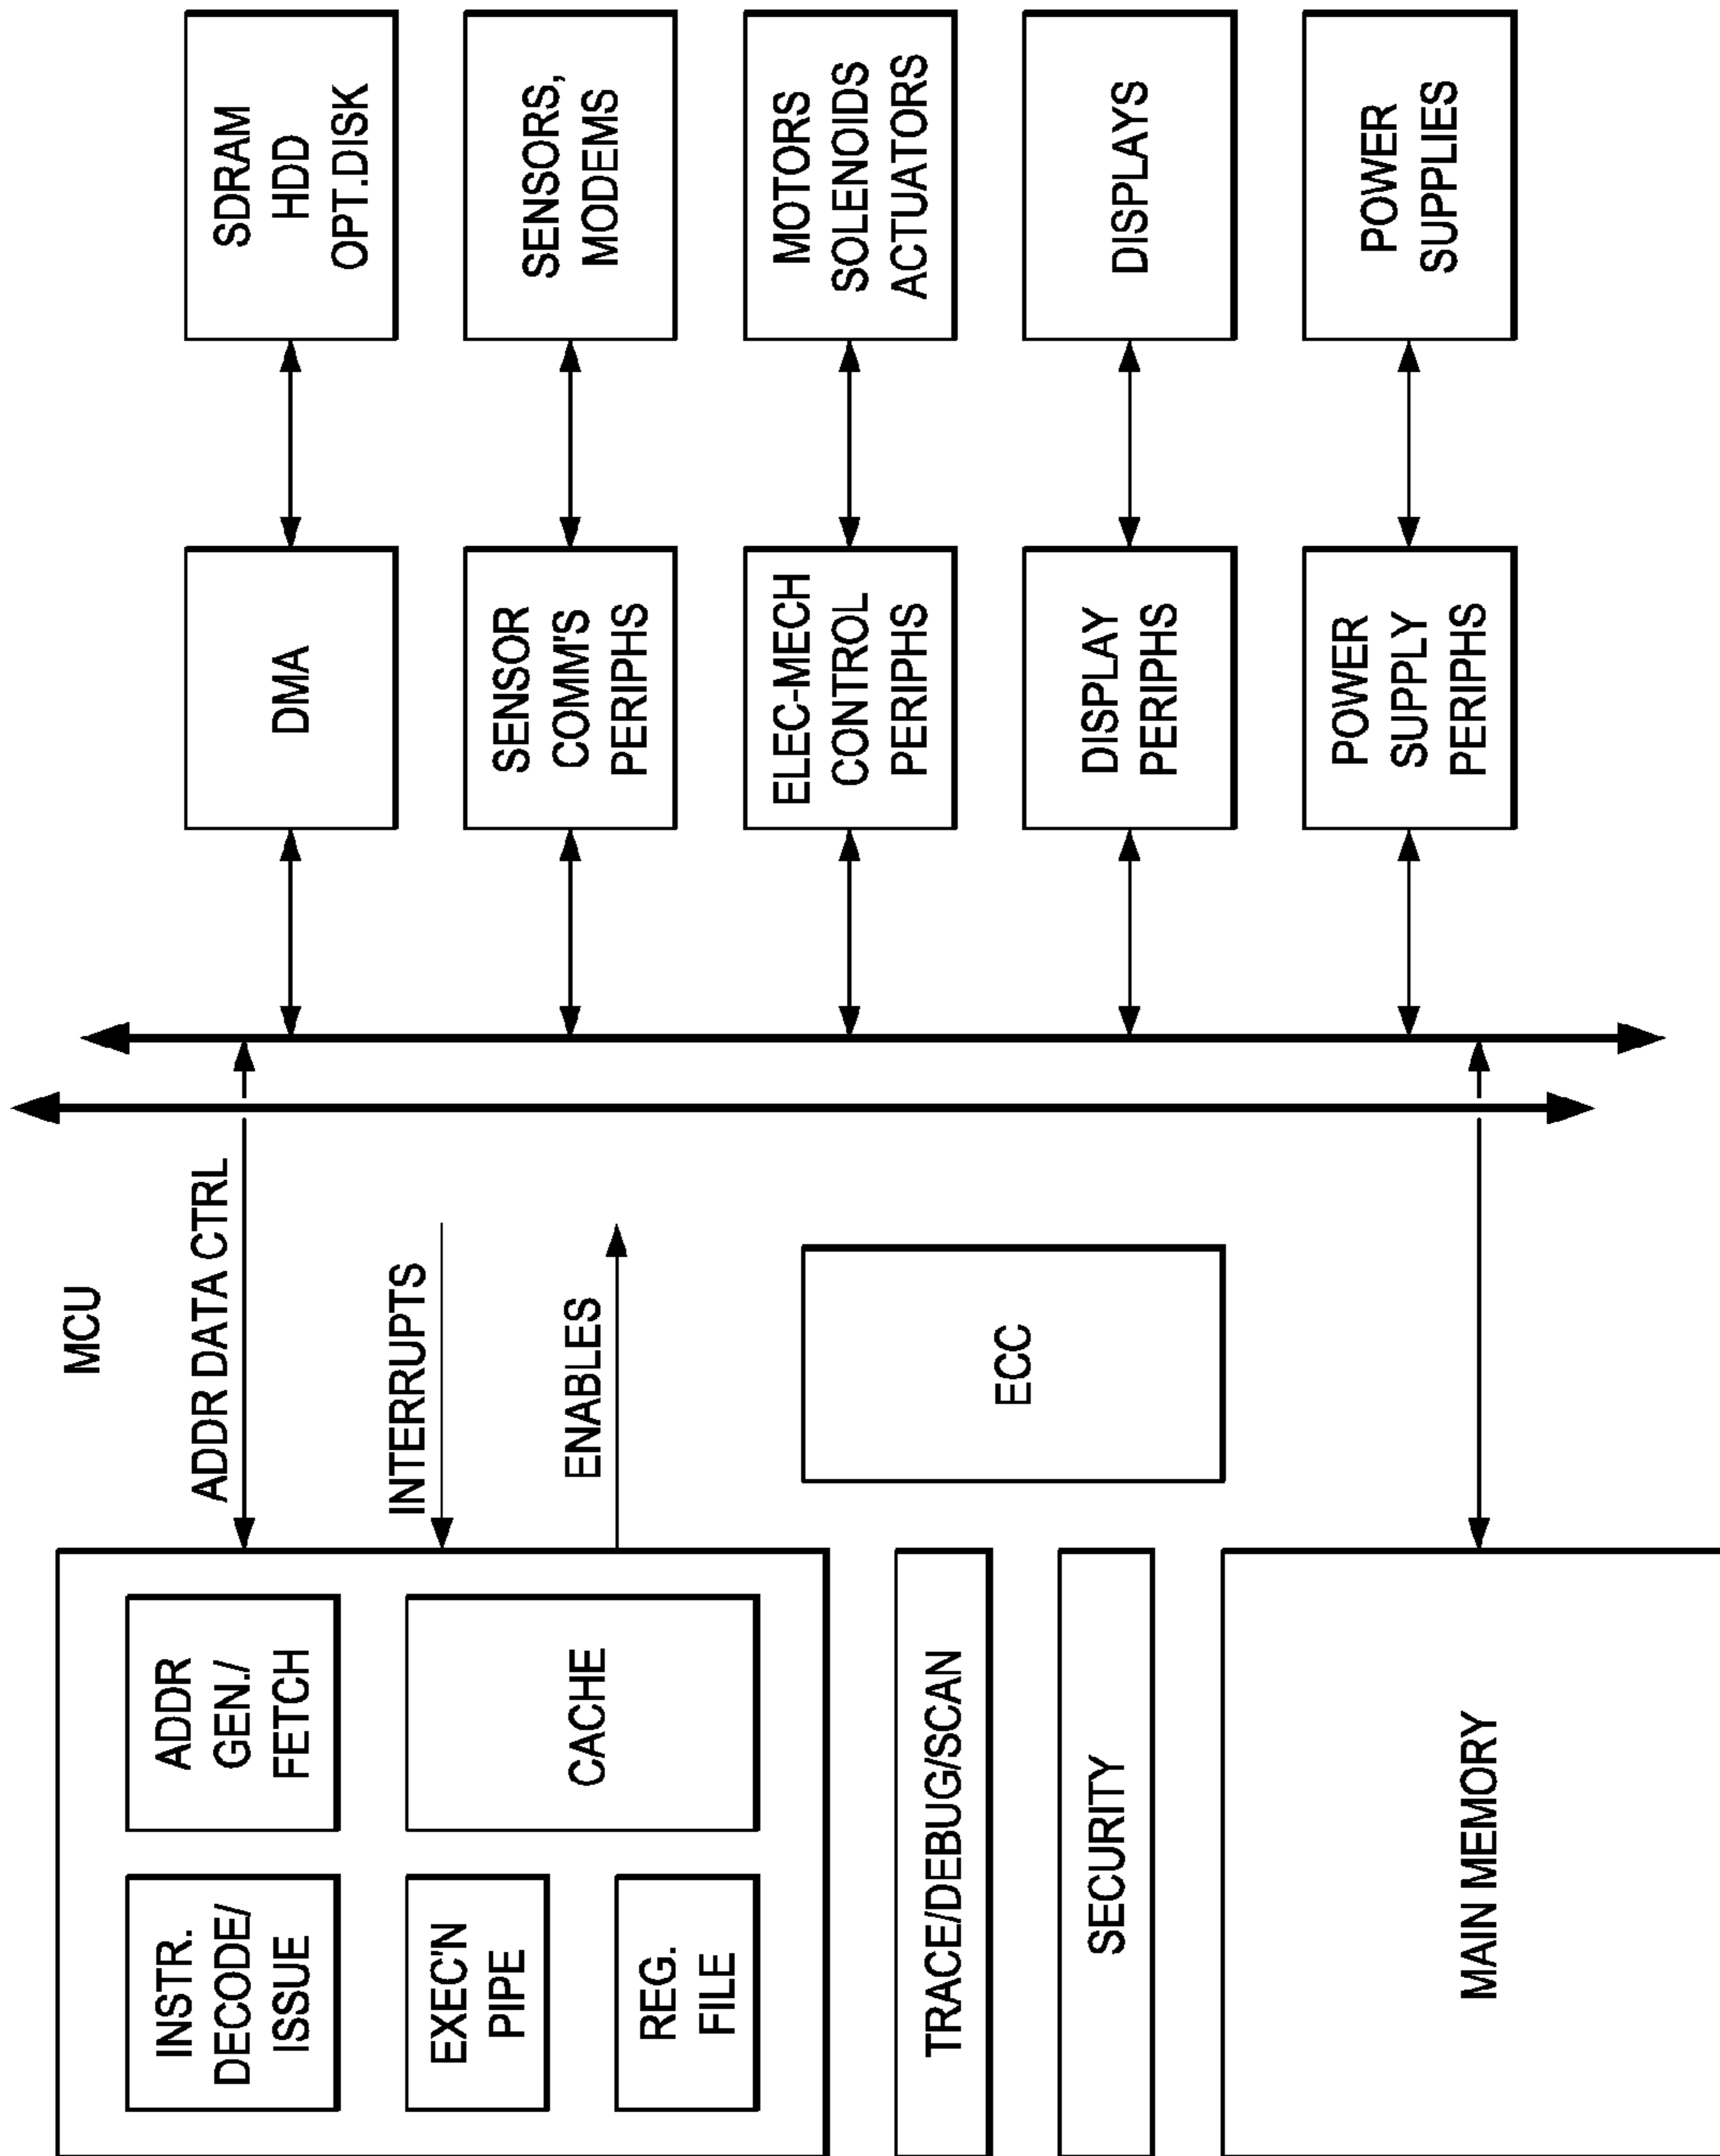 MCU
INSTR.
DECODE/
ISSUE
ADDR
GEN./
FETCH
EXEC'N
PIPE
REG.
FILE
CACHE
ADDR DATA CTRL
INTERRUPTS
ENABLES
TRACE/DEBUG/SCAN
SECURITY
ECC
MAIN MEMORY
DMA
SDRAM
HDD
OPT.DISK
SENSOR
COMM'S
PERIPHS
SENSORS,
MODEMS
ELEC-MECH
CONTROL
PERIPHS
MOTORS
SOLENOIDS
ACTUATORS
DISPLAY
PERIPHS
DISPLAYS
POWER
SUPPLY
PERIPHS
POWER
SUPPLIES